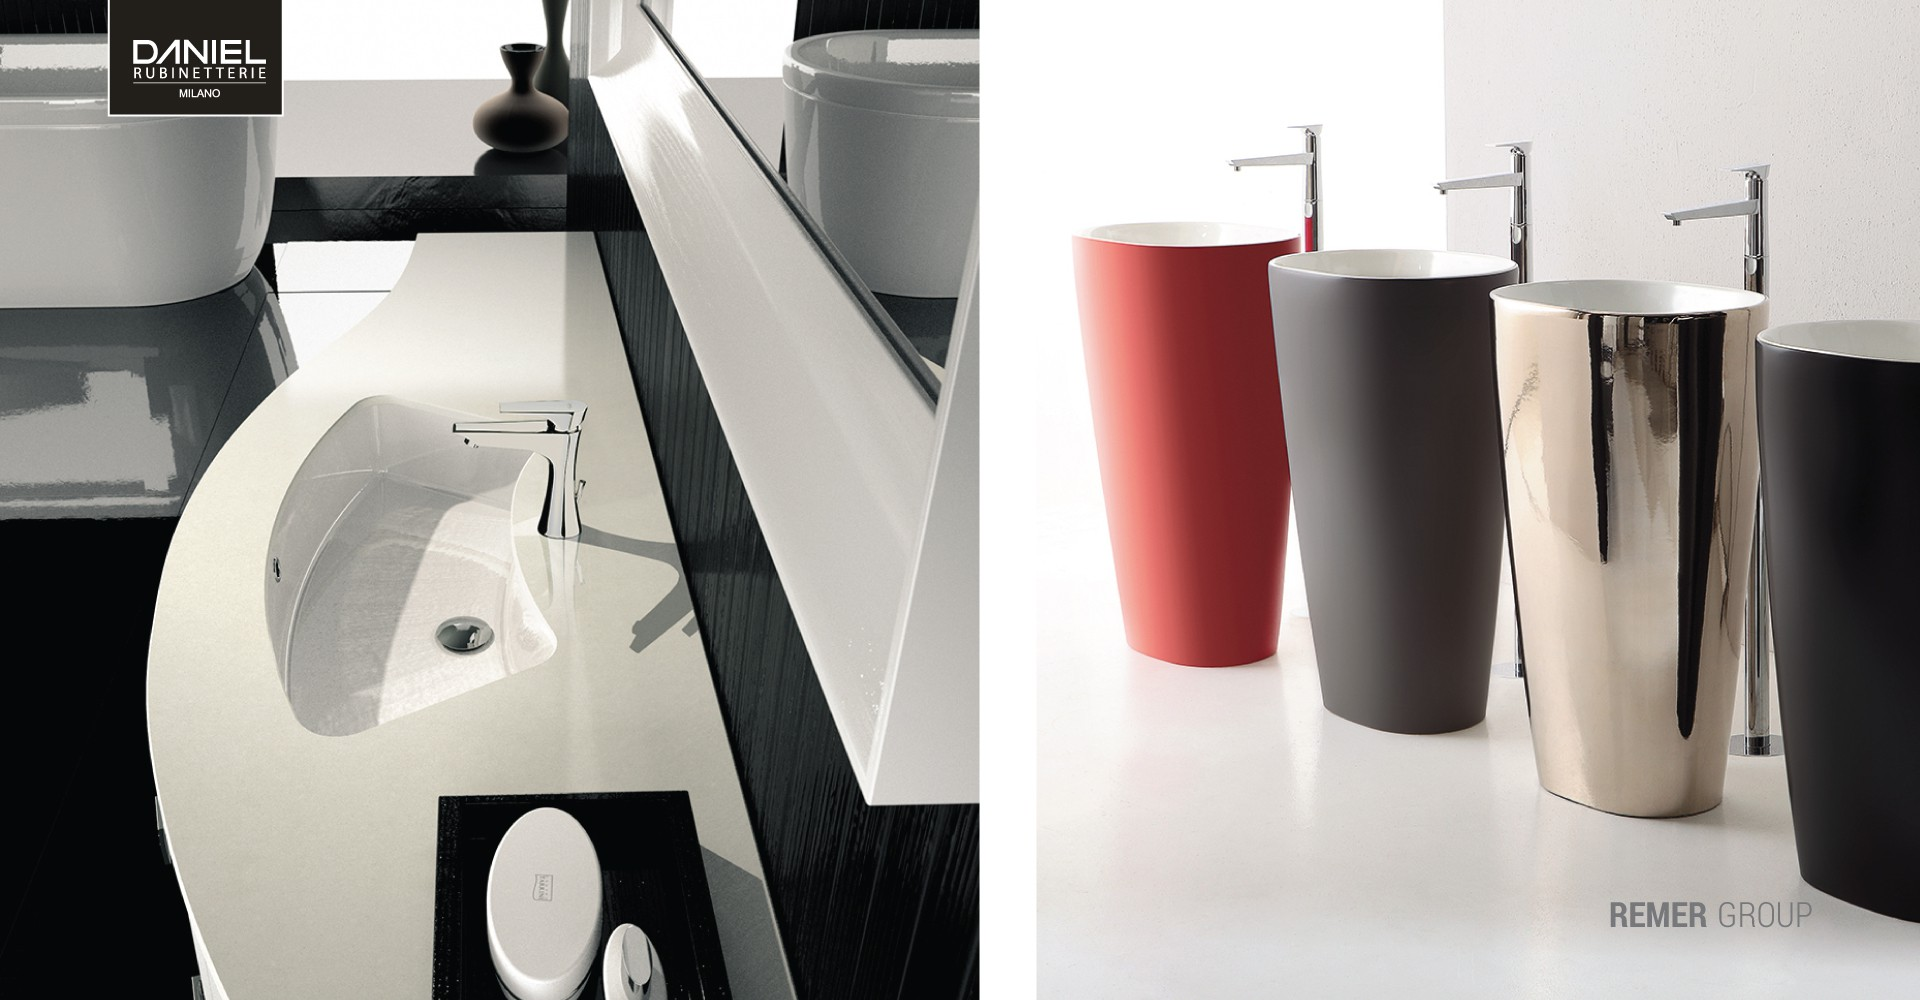 DANIEL
RUBINETTERIE
MILANO
REMER GROUP